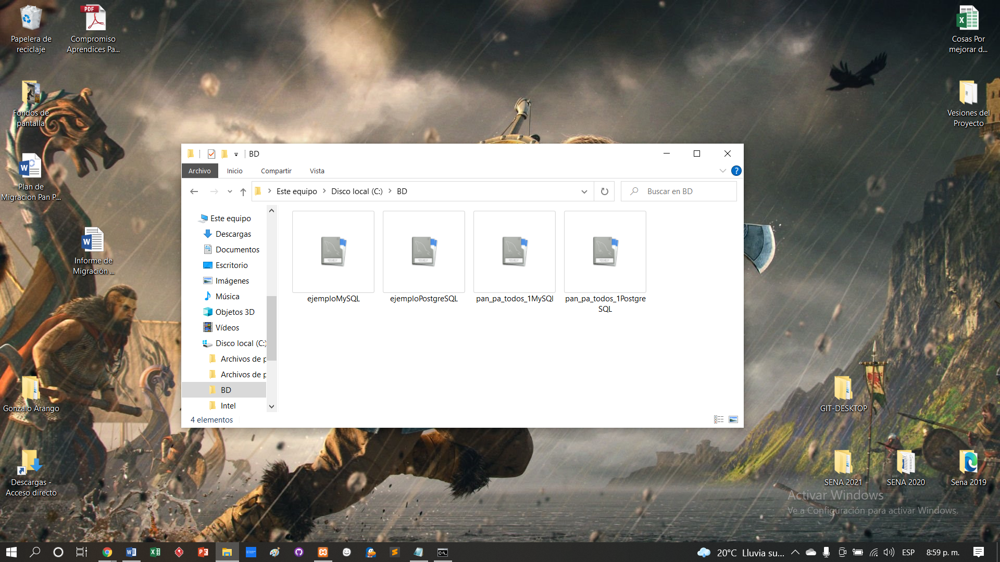 Papelera de
reciclaje
PDF
Compromiso
Aprendices Pa...
Cosas Por
mejorar d...
Fondos de
pantalla
Vesiones del
Proyecto
Plan de
Migracion Pan P...
Informe de
Migración ...
Gonzalo Arango
GIT-DESKTOP
Descargas -
Acceso directo
SENA 2021
SENA 2020
Sena 2019
BD
Archivo
Inicio
Compartir
Vista
Este equipo
Disco local (C:)
BD
Buscar en BD
Este equipo
Descargas
Documentos
Escritorio
Imágenes
Música
Objetos 3D
Vídeos
Disco local (C:)
Archivos de p
Archivos de p
BD
Intel
ejemploMySQL
ejemploPostgreSQL
pan_pa_todos_1MySQl
pan_pa_todos_1Postgre
SQL
4 elementos
Activar Windows
Ve a Configuración para activar Windows.
20°C Lluvia su...
ESP
8:59 p. m.